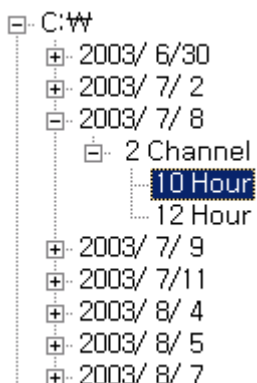 C:₩
2003/ 6/30
2003/ 7/ 2
2003/ 7/ 8
2 Channel
10 Hour
12 Hour
2003/ 7/ 9
2003/ 7/11
2003/ 8/ 4
2003/ 8/ 5
2003/ 8/ 7